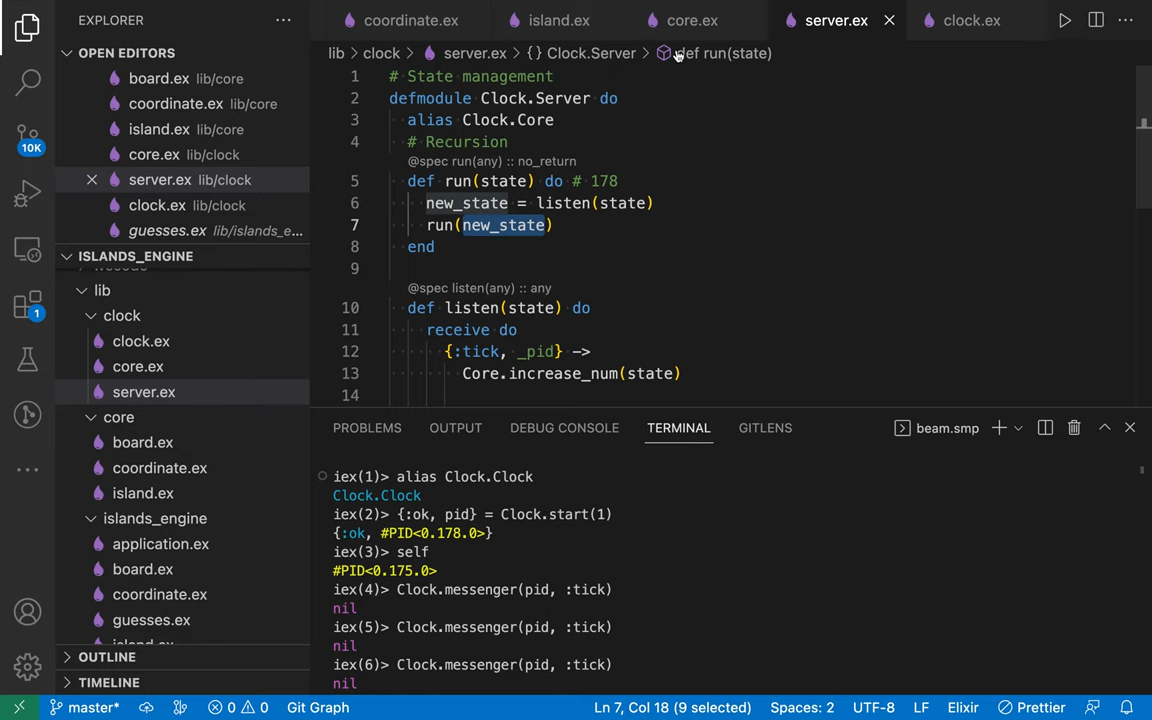 EXPLORER
OPEN EDITORS
board.ex lib/core
coordinate.ex lib/core
island.ex lib/core
core.ex lib/clock
server.ex lib/clock
clock.ex lib/clock
guesses.ex lib/islands_e...
ISLANDS_ENGINE
lib
clock
clock.ex
core.ex
server.ex
core
board.ex
coordinate.ex
island.ex
islands_engine
application.ex
board.ex
coordinate.ex
guesses.ex
OUTLINE
TIMELINE
10K
1
coordinate.ex
island.ex
core.ex
server.ex
clock.ex
lib > clock > server.ex > {} Clock.Server > def run(state)
1 # State management
2 defmodule Clock.Server do
3 alias Clock.Core
4 # Recursion
@spec run(any) :: no_return
5 def run(state) do # 178
6 new_state = listen(state)
7 run(new_state)
8 end
9
@spec listen(any) :: any
10 def listen(state) do
11 receive do
12 {:tick, _pid} ->
13 Core.increase_num(state)
14
PROBLEMS OUTPUT DEBUG CONSOLE TERMINAL GITLENS
beam.smp
iex(1)> alias Clock.Clock
Clock.Clock
iex(2)> {:ok, pid} = Clock.start(1)
{:ok, #PID<0.178.0>}
iex(3)> self
#PID<0.175.0>
iex(4)> Clock.messenger(pid, :tick)
nil
iex(5)> Clock.messenger(pid, :tick)
nil
iex(6)> Clock.messenger(pid, :tick)
nil
master* 0 0 Git Graph Ln 7, Col 18 (9 selected) Spaces: 2 UTF-8 LF Elixir Prettier